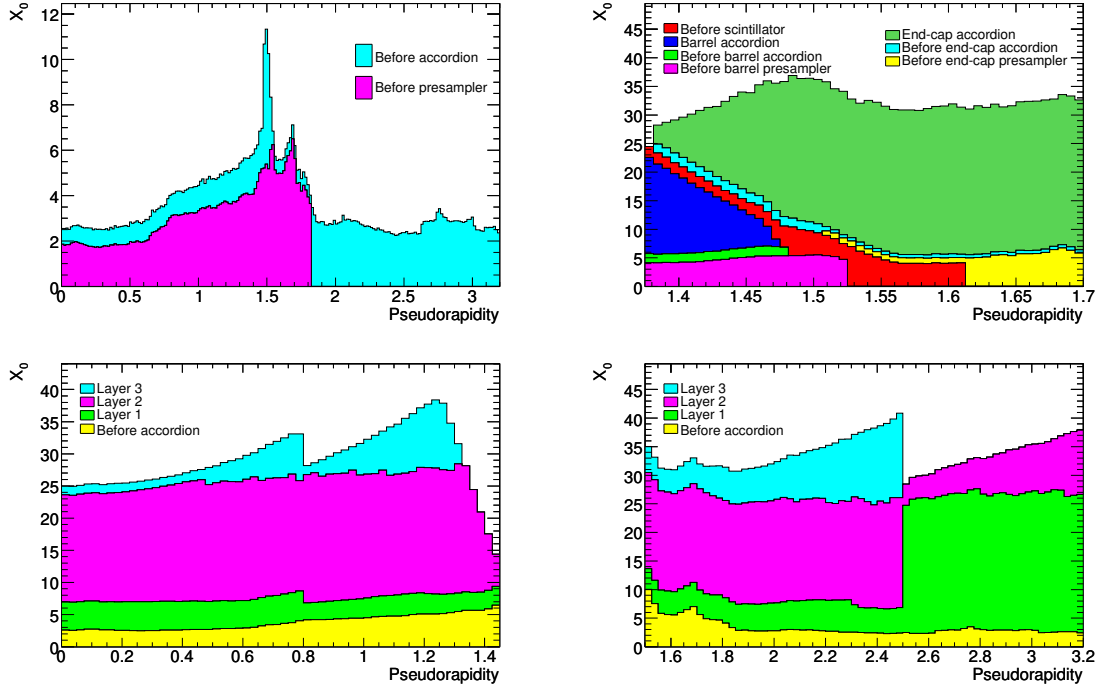 X0
12
10
8
6
4
2
0
Before accordion
Before presampler
0 0.5 1 1.5 2 2.5 3
Pseudorapidity
X0
45
40
35
30
25
20
15
10
5
0
Before scintillator
Barrel accordion
Before barrel accordion
Before barrel presampler
End-cap accordion
Before end-cap accordion
Before end-cap presampler
1.4 1.45 1.5 1.55 1.6 1.65 1.7
Pseudorapidity
X0
40
35
30
25
20
15
10
5
0
Layer 3
Layer 2
Layer 1
Before accordion
0 0.2 0.4 0.6 0.8 1 1.2 1.4
Pseudorapidity
X0
45
40
35
30
25
20
15
10
5
0
Layer 3
Layer 2
Layer 1
Before accordion
1.6 1.8 2 2.2 2.4 2.6 2.8 3 3.2
Pseudorapidity